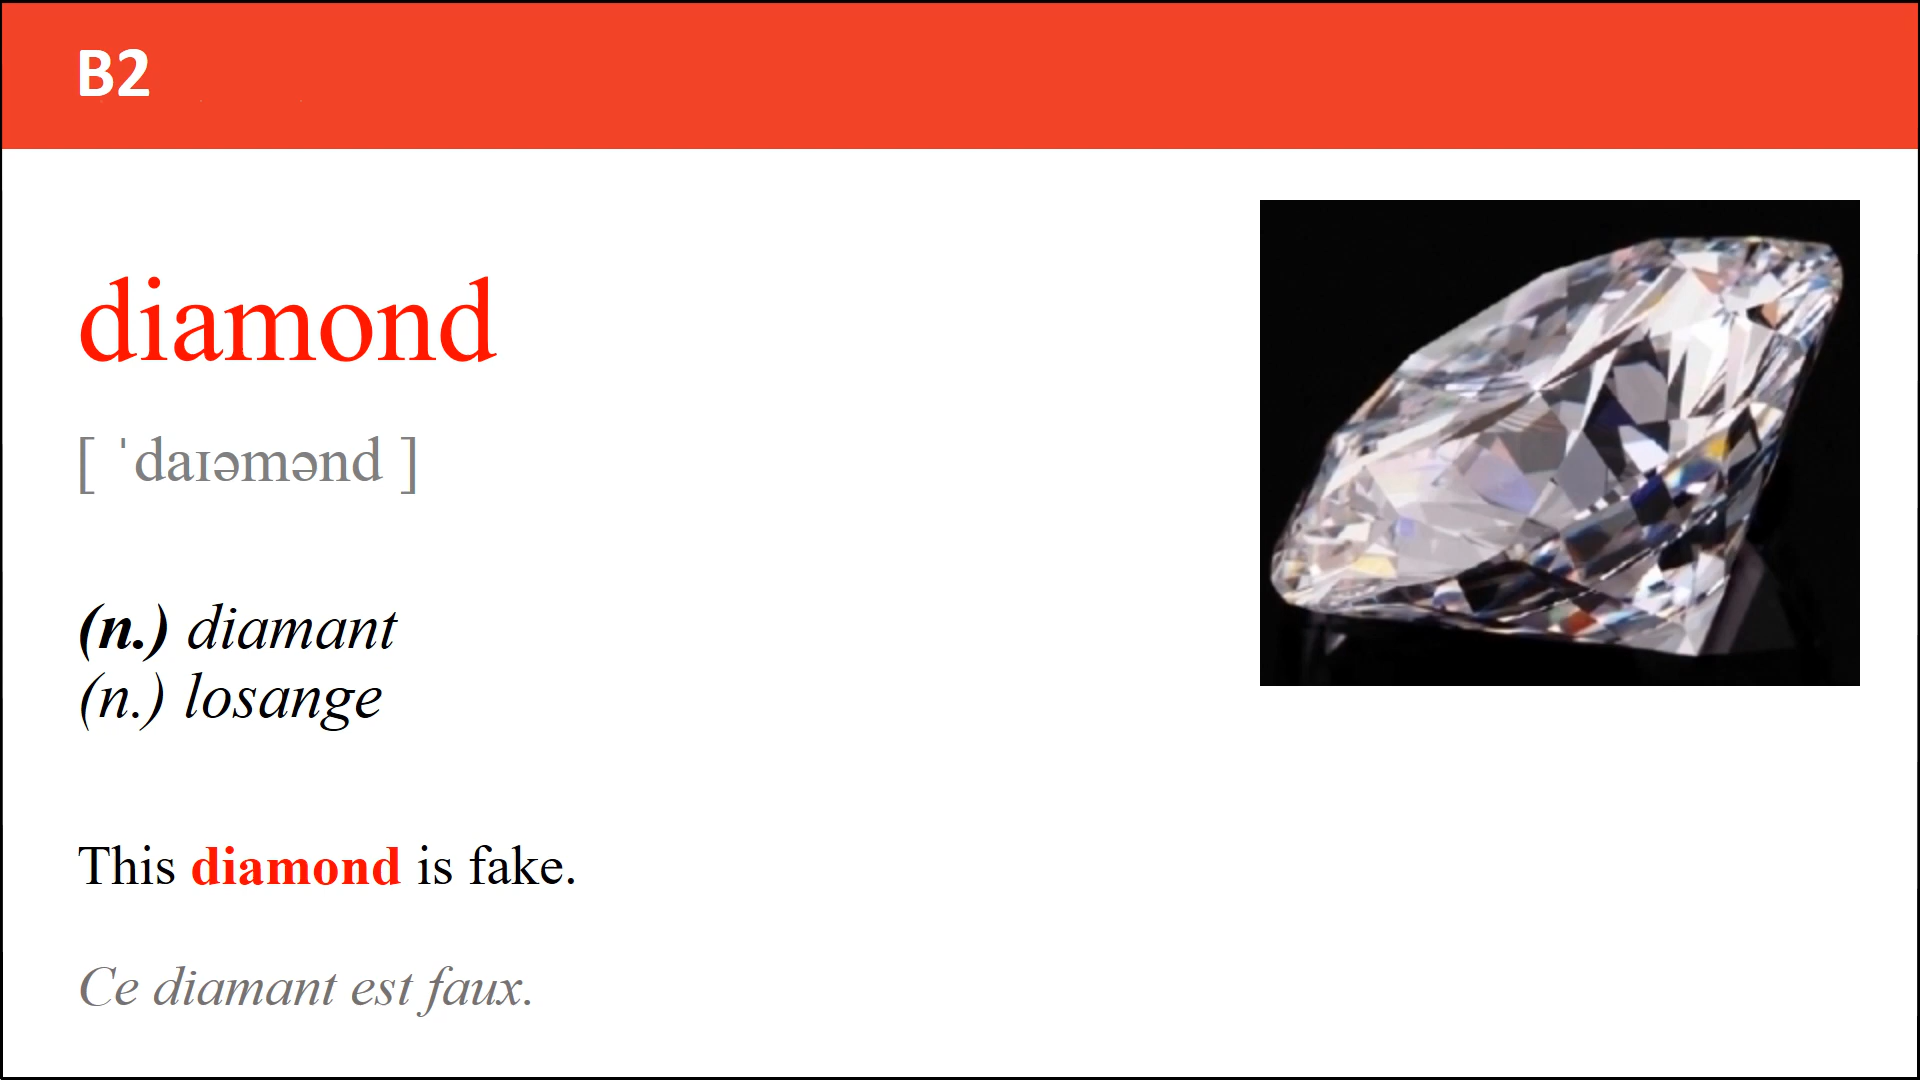 B2
diamond
[ ˈdaɪəmənd ]
(n.) diamant
(n.) losange
This diamond is fake.
Ce diamant est faux.